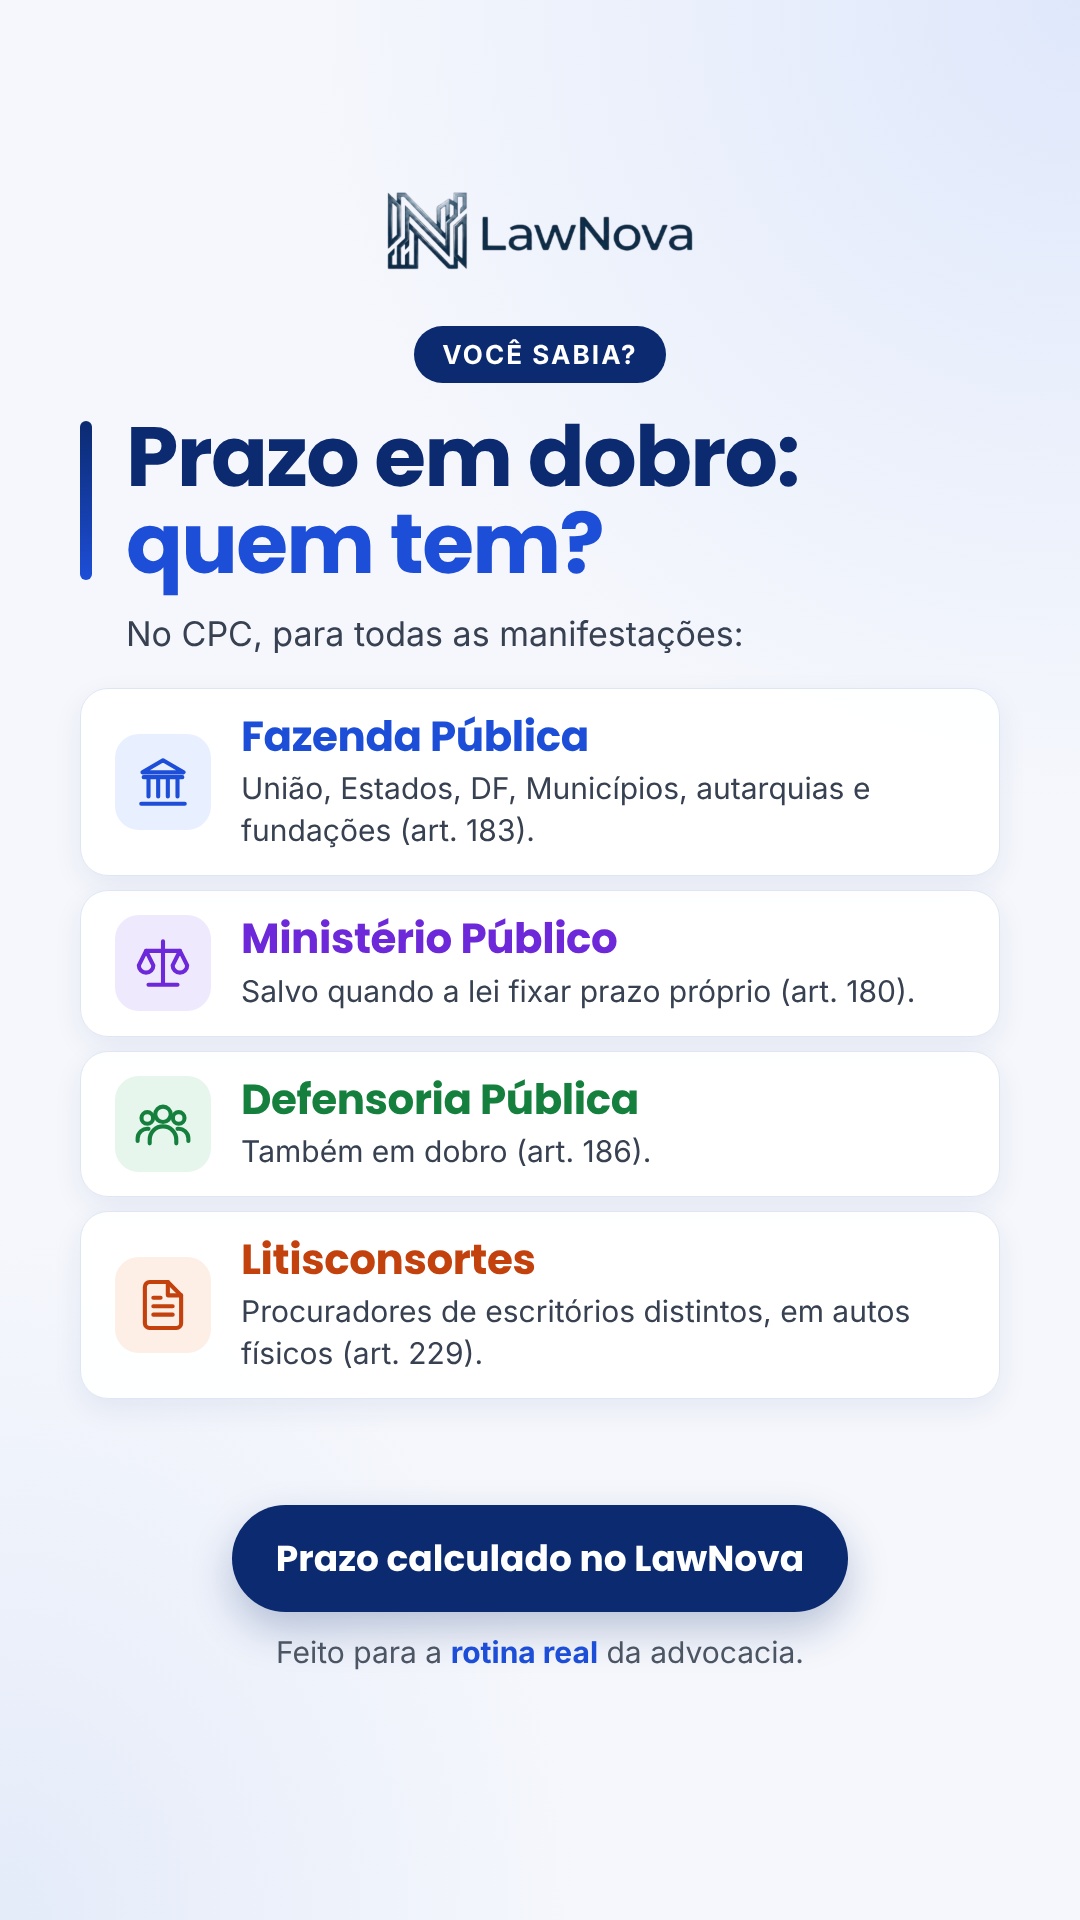 LawNova
VOCÊ SABIA?
Prazo em dobro:
quem tem?
No CPC, para todas as manifestações:
Fazenda Pública
União, Estados, DF, Municípios, autarquias e
fundações (art. 183).
Ministério Público
Salvo quando a lei fixar prazo próprio (art. 180).
Defensoria Pública
Também em dobro (art. 186).
Litisconsortes
Procuradores de escritórios distintos, em autos
físicos (art. 229).
Prazo calculado no LawNova
Feito para a rotina real da advocacia.